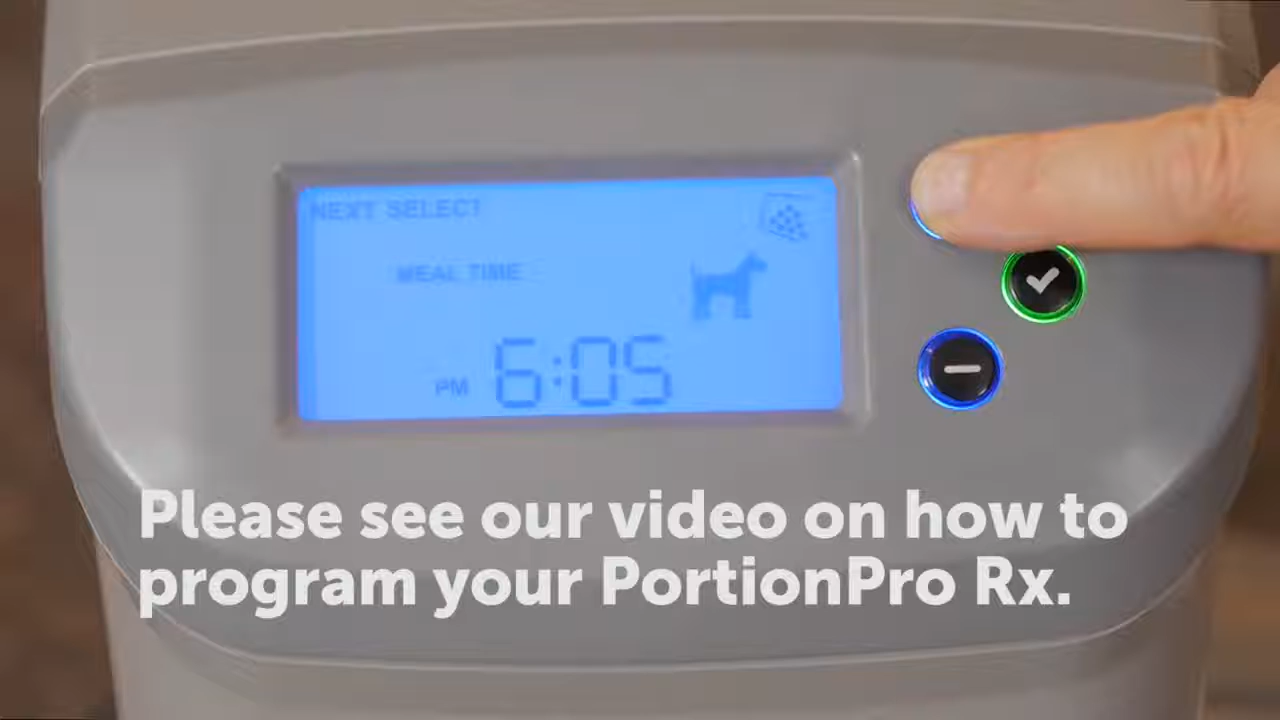 NEXT SELECT
MEAL TIME
PM 6:05
Please see our video on how to
program your PortionPro Rx.